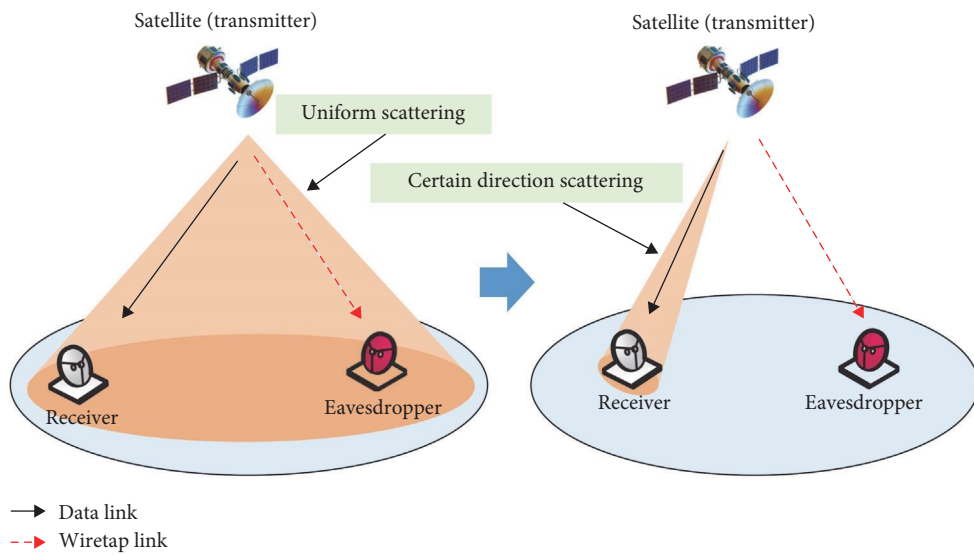 Satellite (transmitter)
Uniform scattering
Receiver
Eavesdropper
Satellite (transmitter)
Certain direction scattering
Receiver
Eavesdropper
Data link
Wiretap link